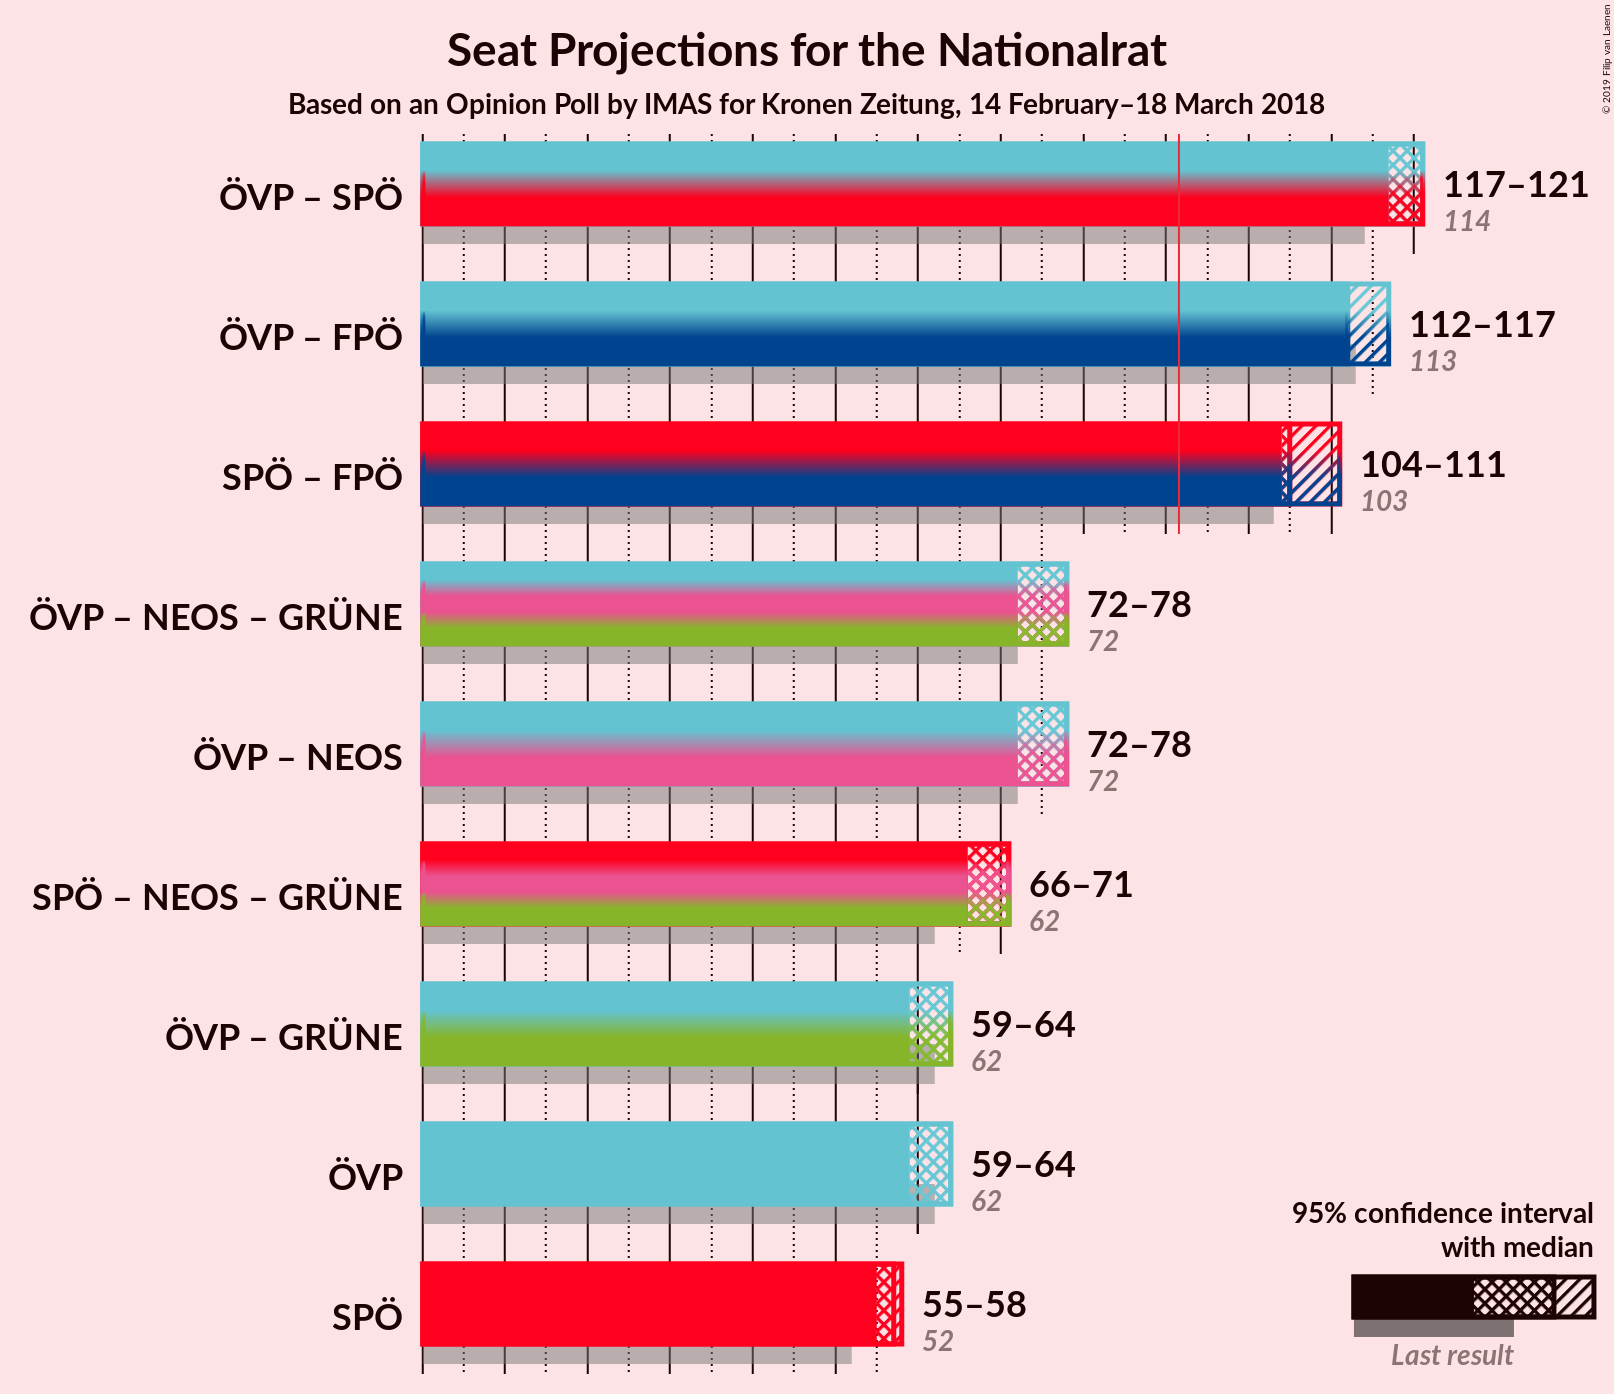 Seat Projections for the Nationalrat
Based on an Opinion Poll by IMAS for Kronen Zeitung, 14 February–18 March 2018
© 2019 Filip van Laenen
ÖVP – SPÖ
117–121
114
ÖVP – FPÖ
112–117
113
SPÖ – FPÖ
104–111
103
ÖVP – NEOS – GRÜNE
72–78
72
ÖVP – NEOS
72–78
72
SPÖ – NEOS – GRÜNE
66–71
62
ÖVP – GRÜNE
59–64
62
ÖVP
59–64
62
SPÖ
55–58
52
95% confidence interval
with median
Last result